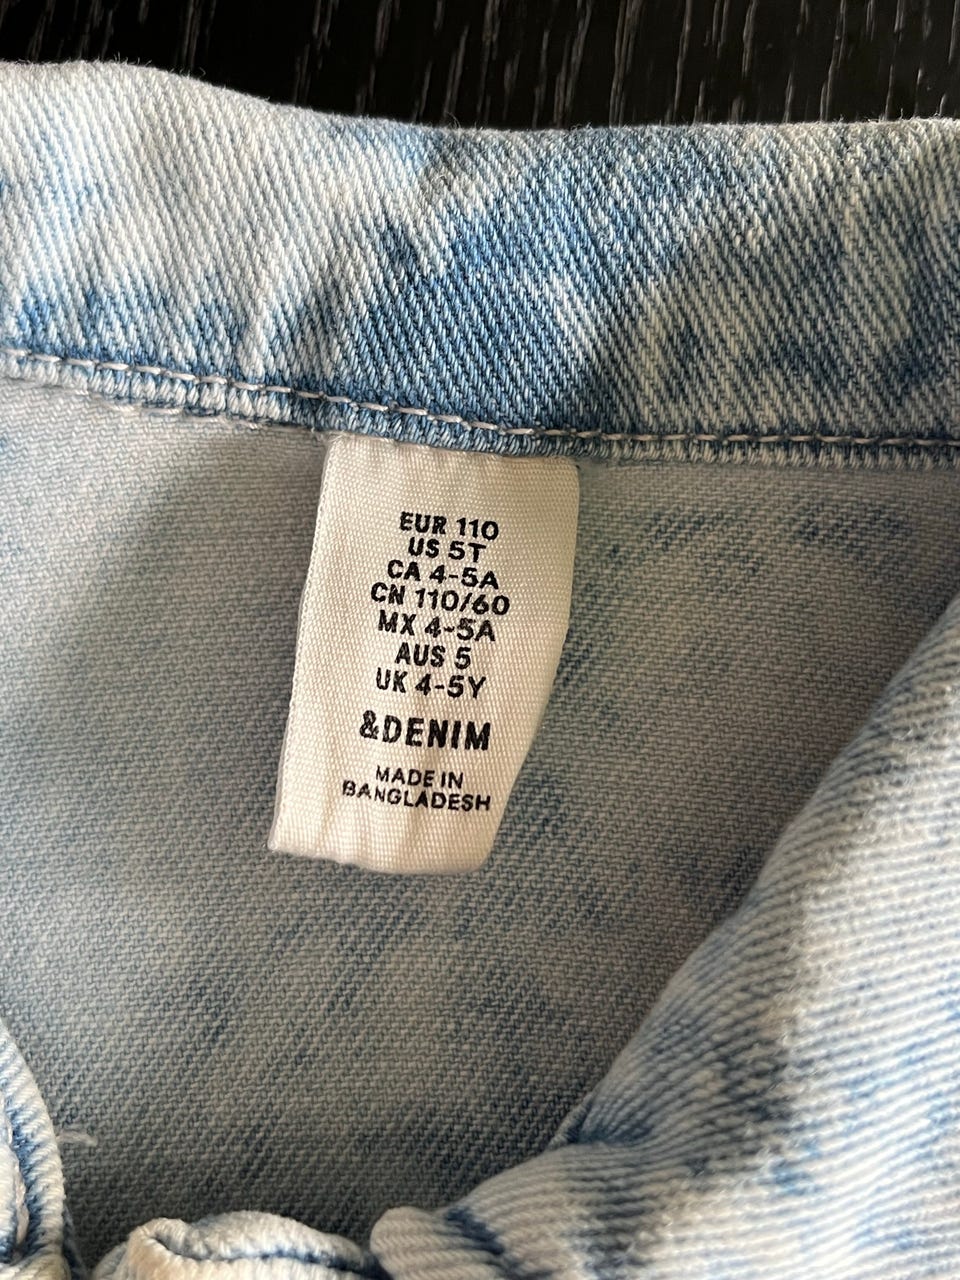 EUR 110
US 5T
CA 4-5A
CN 110/60
MX 4-5A
AUS 5
UK 4-5Y
&DENIM
MADE IN
BANGLADESH